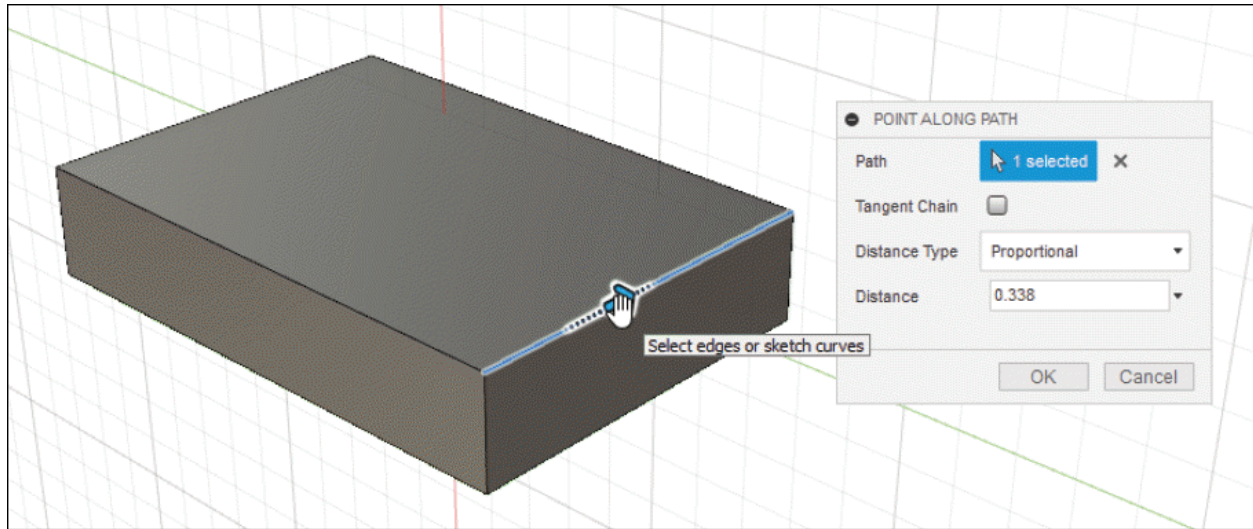 POINT ALONG PATH
Path 1 selected
Tangent Chain
Distance Type Proportional
Distance 0.338
Select edges or sketch curves
OK Cancel